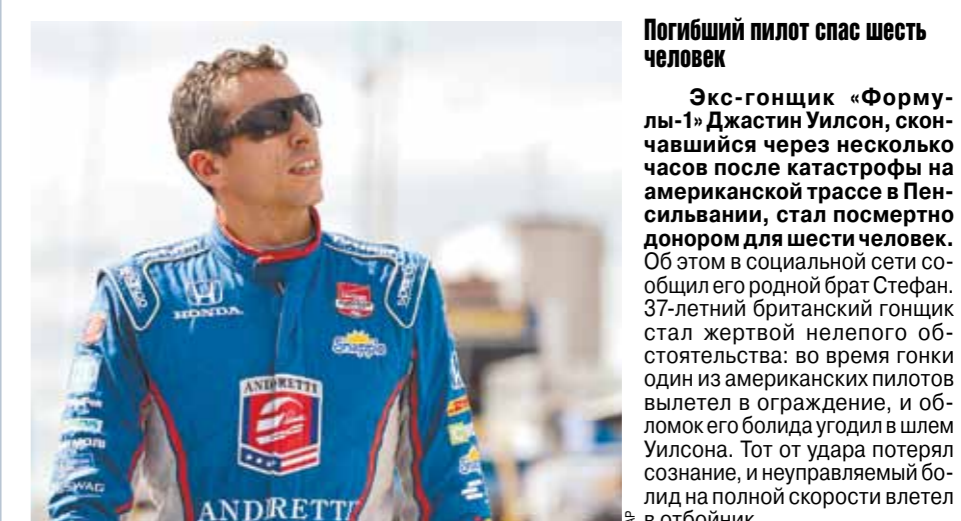 Погибший пилот спас шесть
человек
Экс-гонщик «Форму-
лы-1» Джастин Уилсон, скон-
чавшийся через несколько
часов после катастрофы на
американской трассе в Пен-
сильвании, стал посмертно
донором для шести человек.
Об этом в социальной сети со-
общил его родной брат Стефан.
37-летний британский гонщик
стал жертвой нелепого об-
стоятельства: во время гонки
один из американских пилотов
вылетел в ограждение, и об-
ломок его болида угодил в шлем
Уилсона. Тот от удара потерял
сознание, и неуправляемый бо-
лид на полной скорости влетел
в отбойник.
HONDA
Snapple
ANDRETTI
ANDRETTI
SWAG
AP